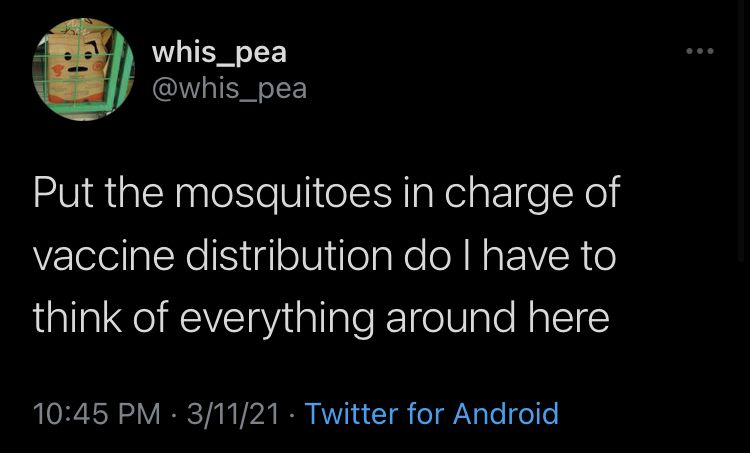 whis_pea
@whis_pea
Put the mosquitoes in charge of
vaccine distribution do I have to
think of everything around here
10:45 PM · 3/11/21 · Twitter for Android